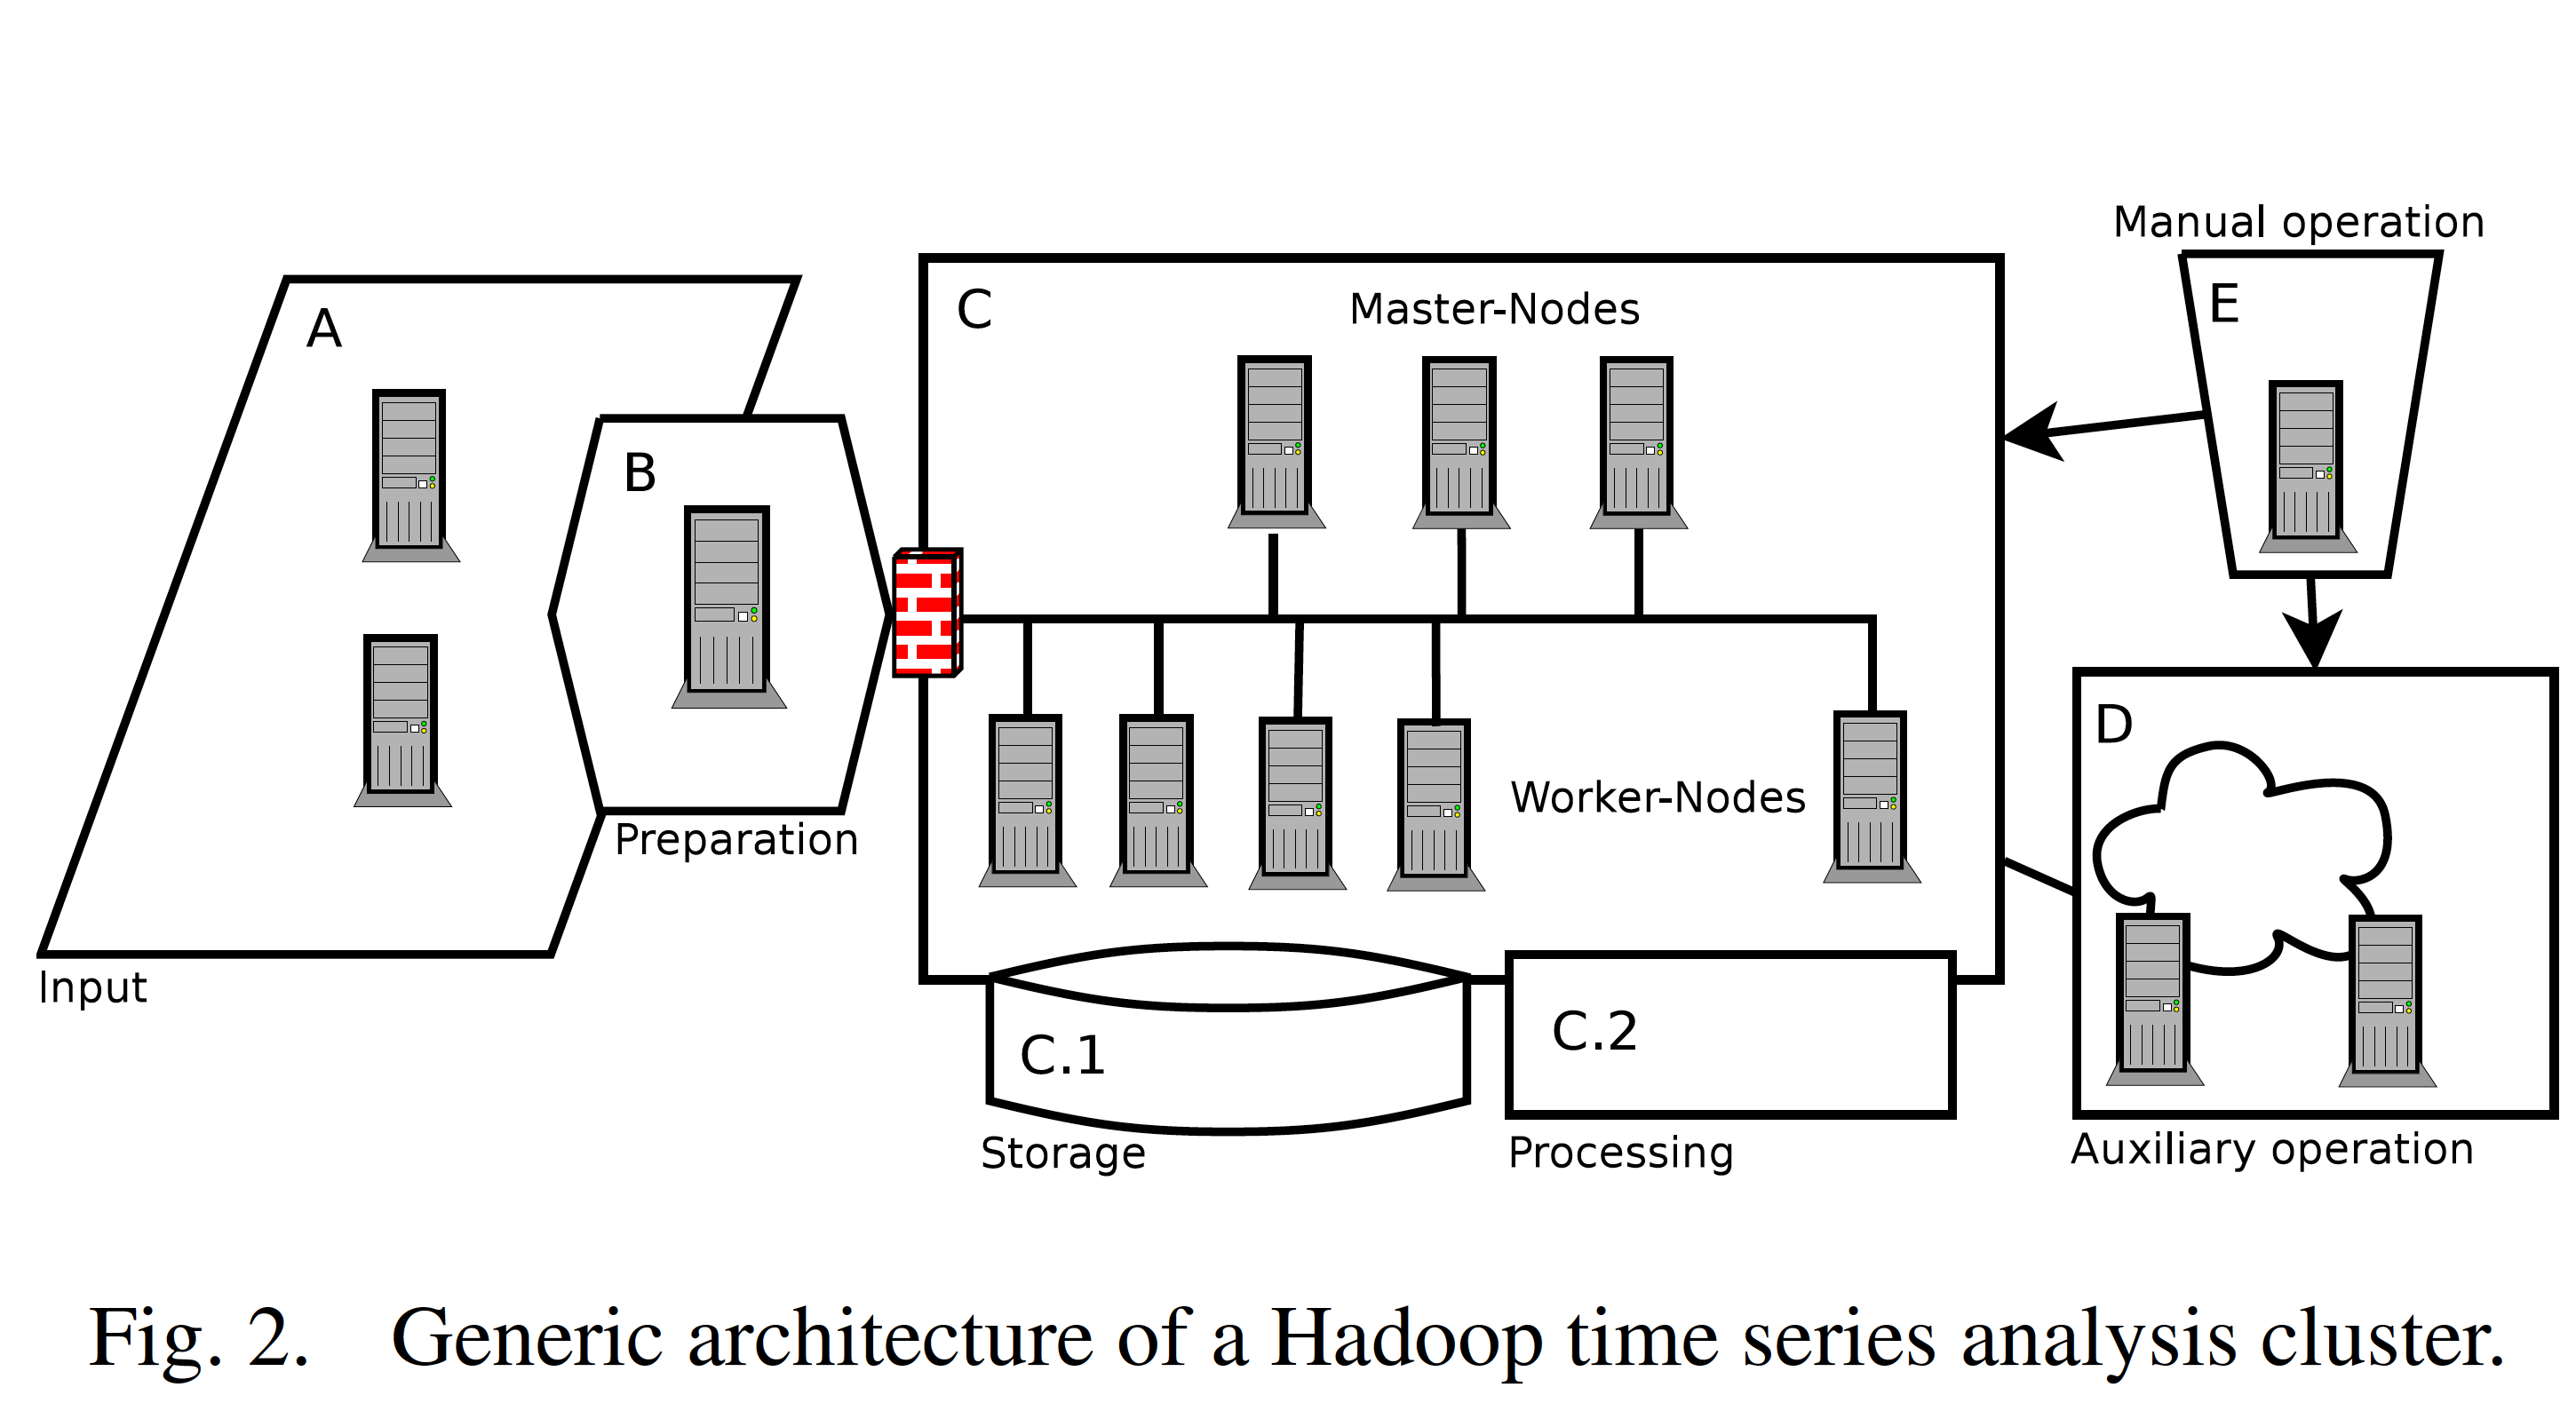 Manual operation
A
B
C
Master-Nodes
E
Preparation
Worker-Nodes
D
Input
C.1
C.2
Storage
Processing
Auxiliary operation
Fig. 2. Generic architecture of a Hadoop time series analysis cluster.